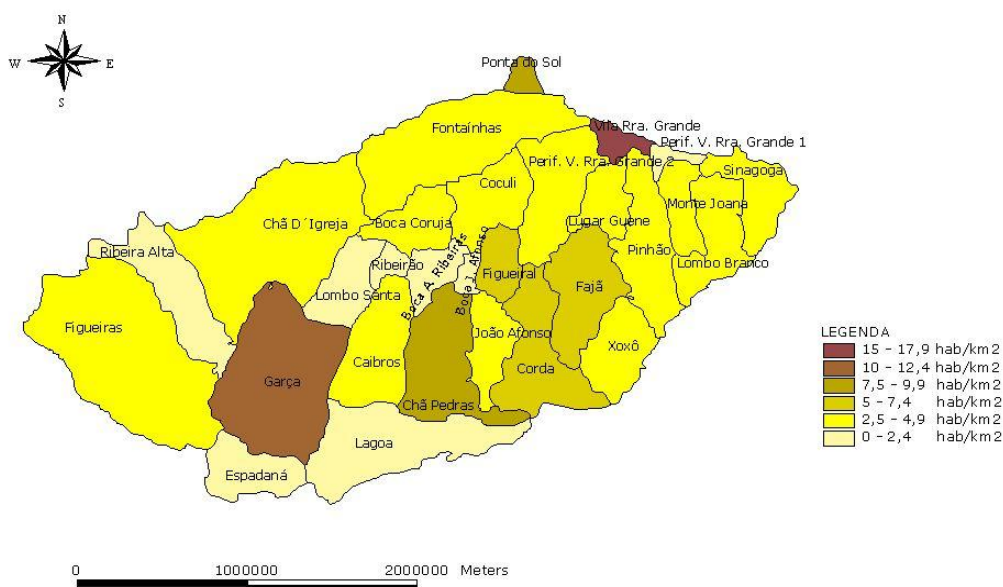 N
W E
S
Ponta do Sol
Fontaínhas
Vila Rra. Grande
Perif. V. Rra. Grande 1
Perif. V. Rra. Grande 2
Sinagoga
Coculi
Monte Joana
Chã D´Igreja
Boca Coruja
Lugar Guene
Ribeira Alta
Pinhão
Ribeirão
Boca A. Ribeiras
Boca J. Afonso
Figueiral
Lombo Branco
Lombo Santa
Fajã
Figueiras
João Afonso
Xoxô
Caibros
Corda
Garça
Chã Pedras
Lagoa
Espadaná
LEGENDA
15 - 17,9 hab/km2
10 - 12,4 hab/km2
7,5 - 9,9 hab/km2
5 - 7,4 hab/km2
2,5 - 4,9 hab/km2
0 - 2,4 hab/km2
0 1000000 2000000 Meters